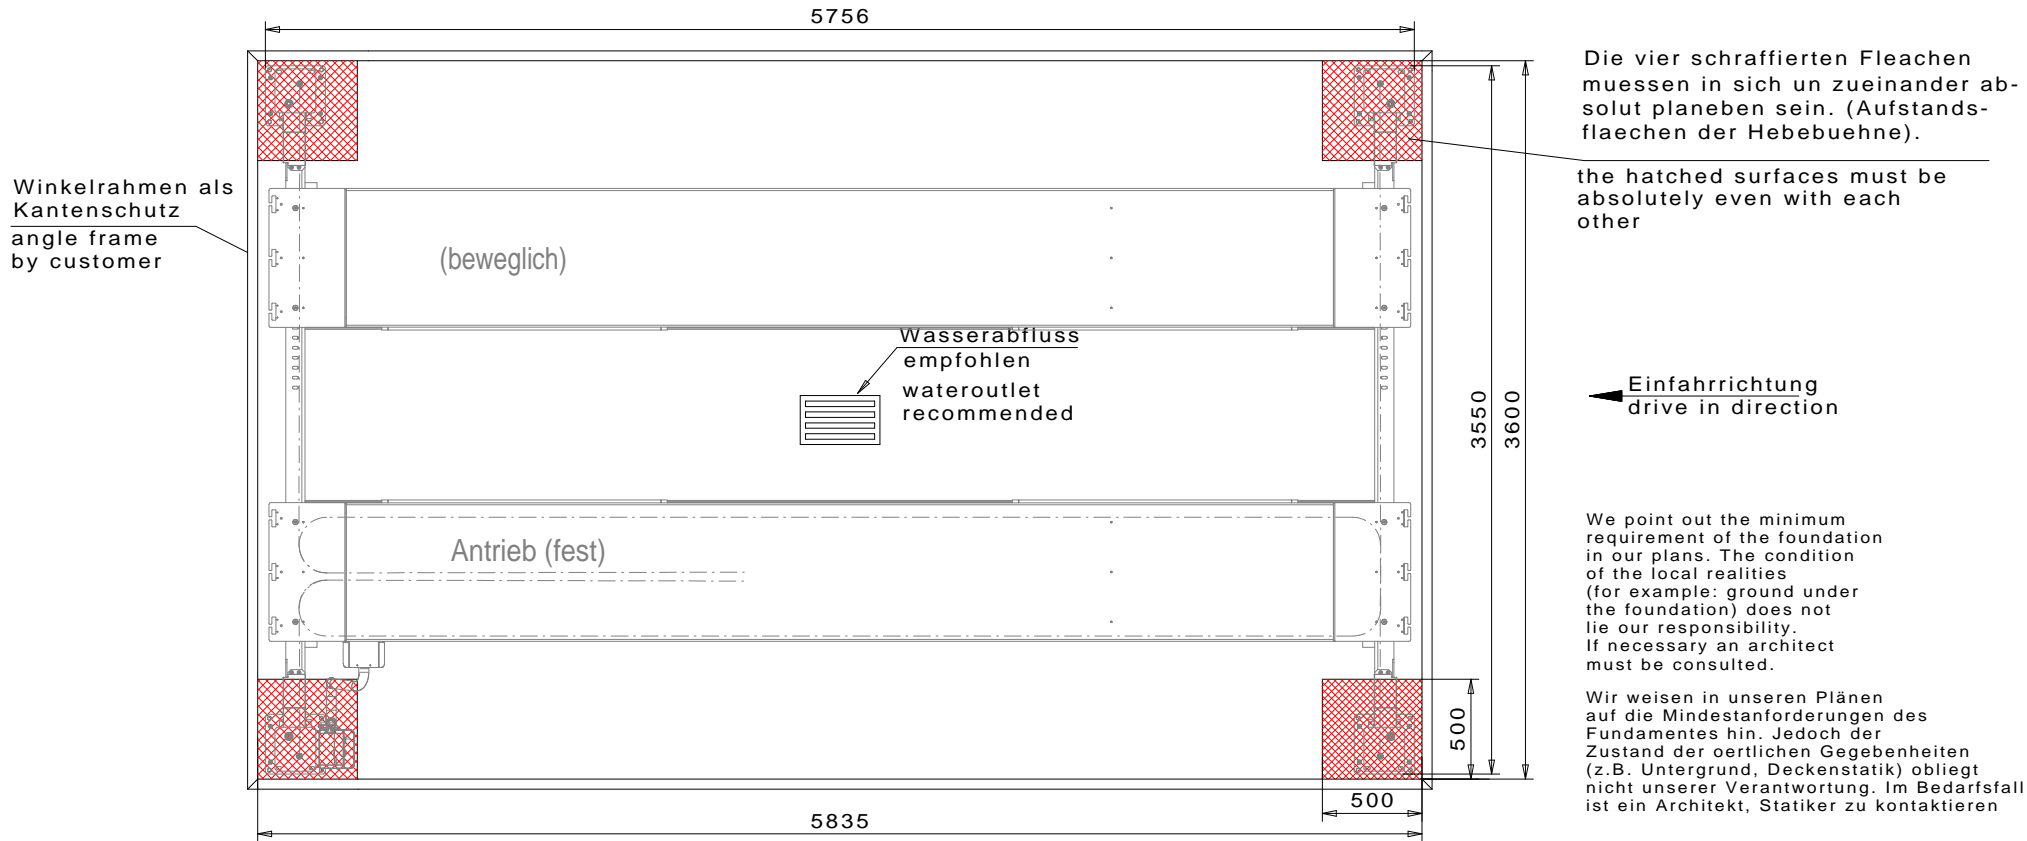 5756
Die vier schraffierten Fleachen
muessen in sich un zueinander ab-
solut planeben sein. (Aufstands-
flaechen der Hebebuehne).
the hatched surfaces must be
absolutely even with each
other
Winkelrahmen als
Kantenschutz
angle frame
by customer
(beweglich)
Wasserabfluss
empfohlen
wateroutlet
recommended
3550
3600
Einfahrrichtung
drive in direction
Antrieb (fest)
We point out the minimum
requirement of the foundation
in our plans. The condition
of the local realities
(for example: ground under
the foundation) does not
lie our responsibility.
If necessary an architect
must be consulted.
Wir weisen in unseren Plänen
auf die Mindestanforderungen des
Fundamentes hin. Jedoch der
Zustand der oertlichen Gegebenheiten
(z.B. Untergrund, Deckenstatik) obliegt
nicht unserer Verantwortung. Im Bedarfsfall
ist ein Architekt, Statiker zu kontaktieren
500
500
5835